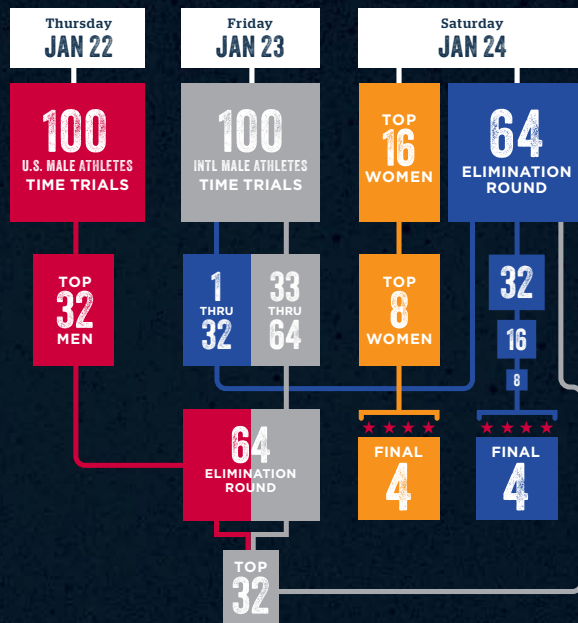 Thursday
JAN 22
100
U.S. MALE ATHLETES
TIME TRIALS
TOP
32
MEN
Friday
JAN 23
100
INTL MALE ATHLETES
TIME TRIALS
1
THRU
32
33
THRU
64
64
ELIMINATION
ROUND
TOP
32
Saturday
JAN 24
TOP
16
WOMEN
TOP
8
WOMEN
FINAL
4
64
ELIMINATION
ROUND
32
16
8
FINAL
4